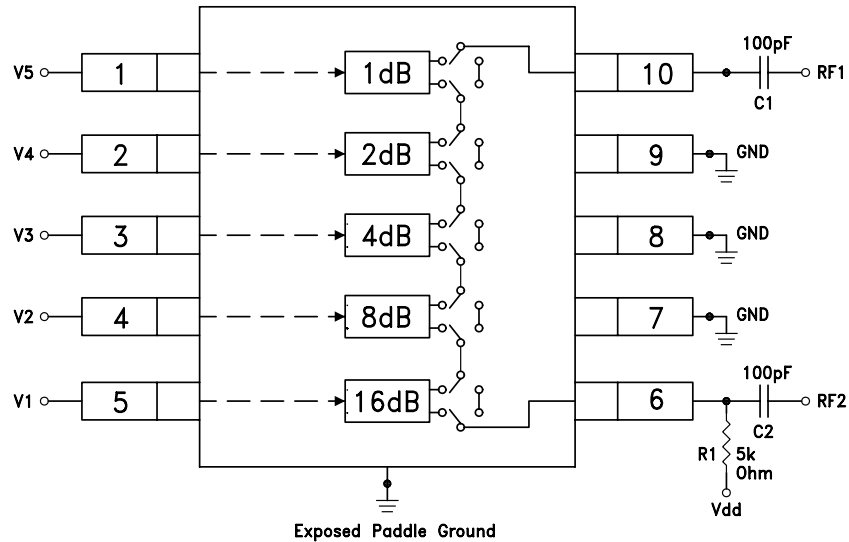 V5
1
1dB
10
100pF
C1
RF1
V4
2
2dB
9
GND
V3
3
4dB
8
GND
V2
4
8dB
7
GND
V1
5
16dB
6
100pF
C2
RF2
R1
5k
Ohm
Vdd
Exposed Paddle Ground